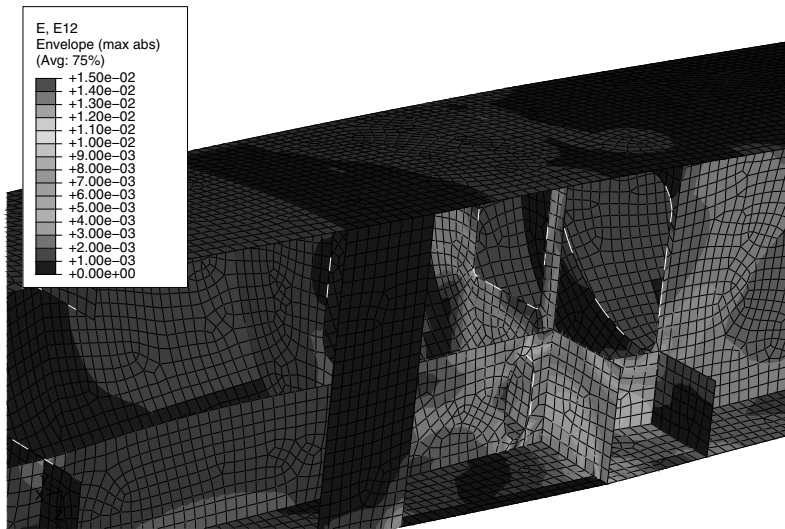 E, E12
Envelope (max abs)
(Avg: 75%)
+1.50e−02
+1.40e−02
+1.30e−02
+1.20e−02
+1.10e−02
+1.00e−02
+9.00e−03
+8.00e−03
+7.00e−03
+6.00e−03
+5.00e−03
+4.00e−03
+3.00e−03
+2.00e−03
+1.00e−03
+0.00e+00